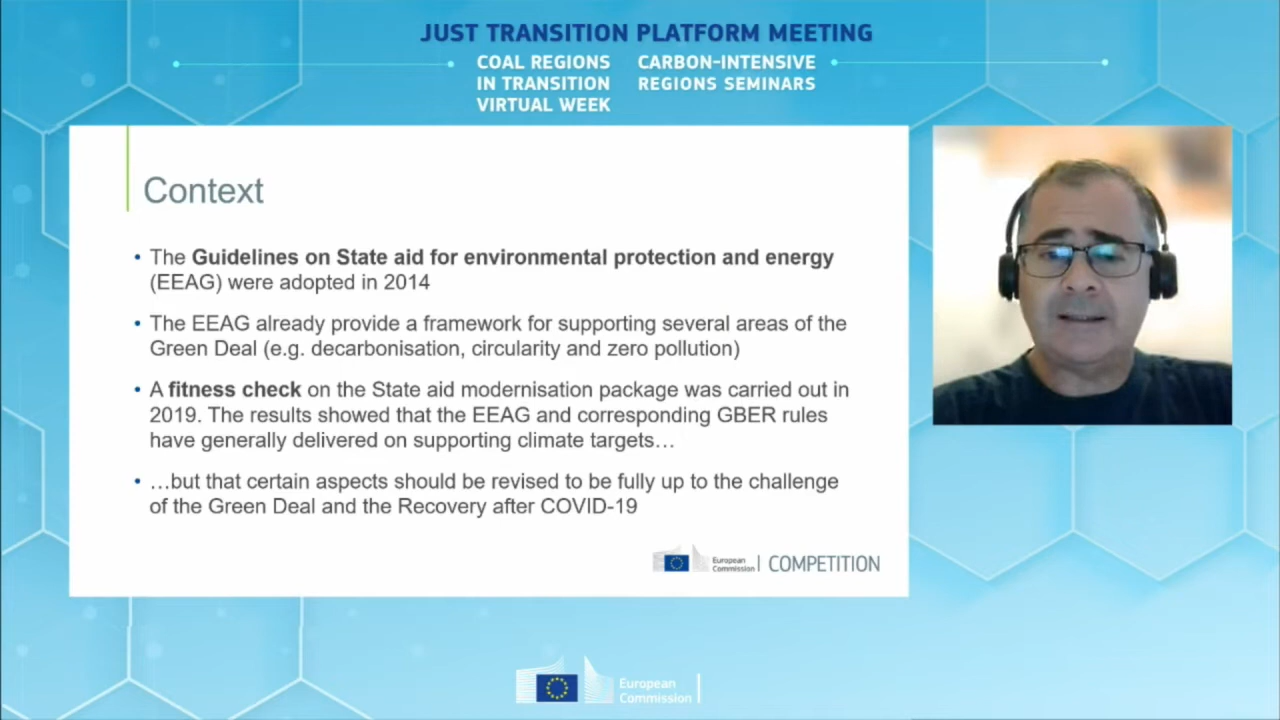 JUST TRANSITION PLATFORM MEETING
COAL REGIONS
IN TRANSITION
VIRTUAL WEEK
CARBON-INTENSIVE
REGIONS SEMINARS
Context
• The Guidelines on State aid for environmental protection and energy
(EEAG) were adopted in 2014
• The EEAG already provide a framework for supporting several areas of the
Green Deal (e.g. decarbonisation, circularity and zero pollution)
• A fitness check on the State aid modernisation package was carried out in
2019. The results showed that the EEAG and corresponding GBER rules
have generally delivered on supporting climate targets…
• …but that certain aspects should be revised to be fully up to the challenge
of the Green Deal and the Recovery after COVID-19
European
Commission
COMPETITION
European
Commission